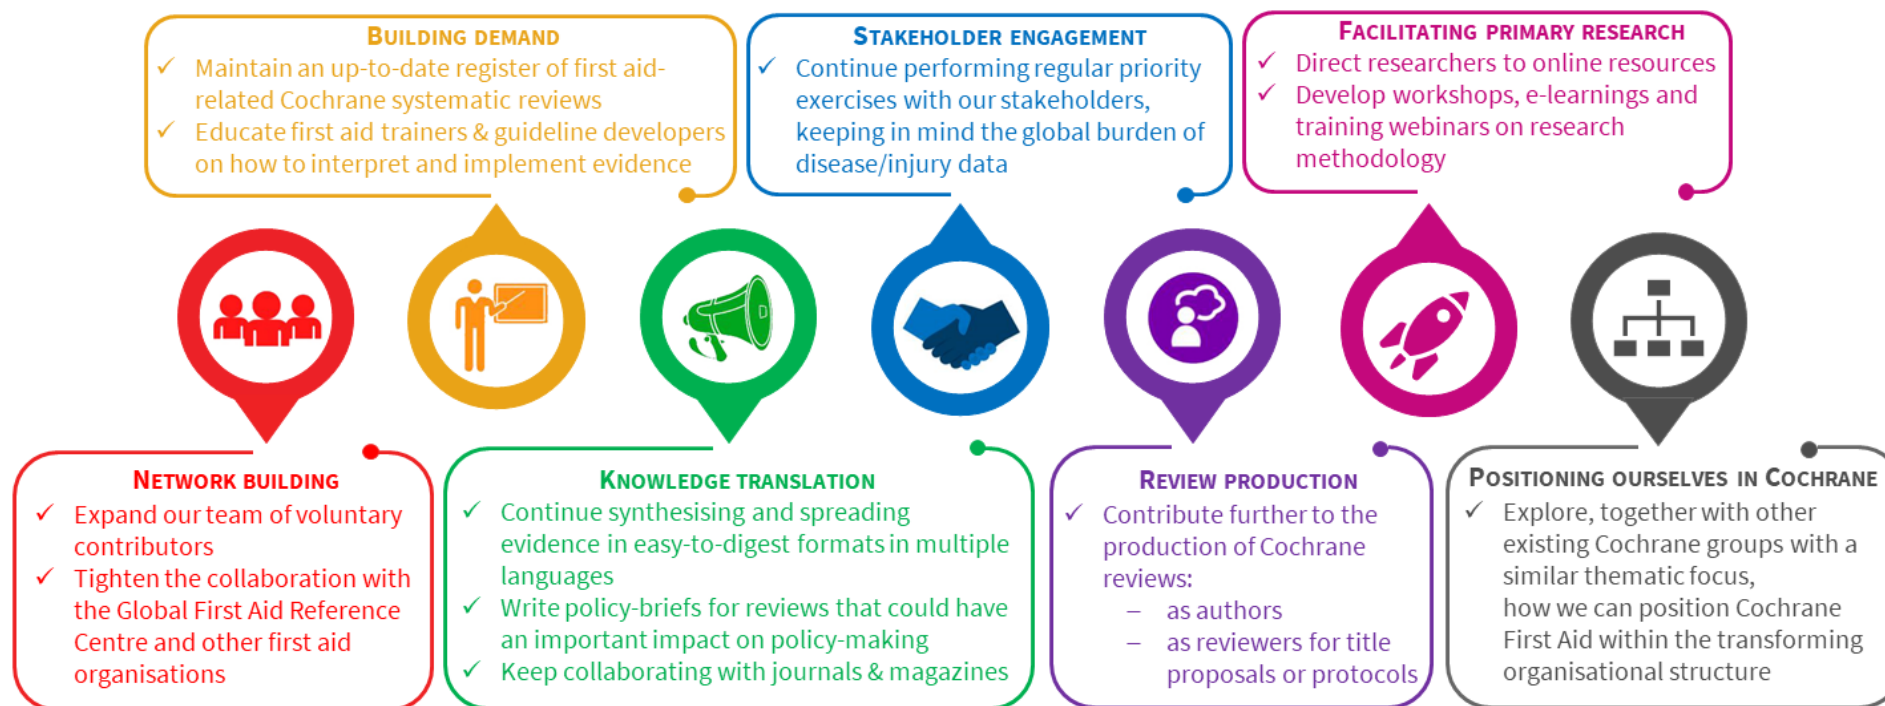 BUILDING DEMAND
✓ Maintain an up-to-date register of first aid-
related Cochrane systematic reviews
✓ Educate first aid trainers & guideline developers
on how to interpret and implement evidence
STAKEHOLDER ENGAGEMENT
✓ Continue performing regular priority
exercises with our stakeholders,
keeping in mind the global burden of
disease/injury data
FACILITATING PRIMARY RESEARCH
✓ Direct researchers to online resources
✓ Develop workshops, e-learnings and
training webinars on research
methodology
NETWORK BUILDING
✓ Expand our team of voluntary
contributors
✓ Tighten the collaboration with
the Global First Aid Reference
Centre and other first aid
organisations
KNOWLEDGE TRANSLATION
✓ Continue synthesising and spreading
evidence in easy-to-digest formats in multiple
languages
✓ Write policy-briefs for reviews that could have
an important impact on policy-making
✓ Keep collaborating with journals & magazines
REVIEW PRODUCTION
✓ Contribute further to the
production of Cochrane
reviews:
– as authors
– as reviewers for title
proposals or protocols
POSITIONING OURSELVES IN COCHRANE
✓ Explore, together with other
existing Cochrane groups with a
similar thematic focus,
how we can position Cochrane
First Aid within the transforming
organisational structure